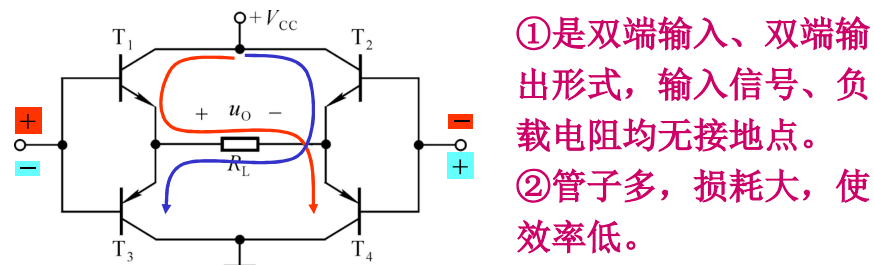 +VCC
T1
T2
+ uO −
+
−
−
+
RL
T3
T4
①是双端输入、双端输
出形式，输入信号、负
载电阻均无接地点。
②管子多，损耗大，使
效率低。